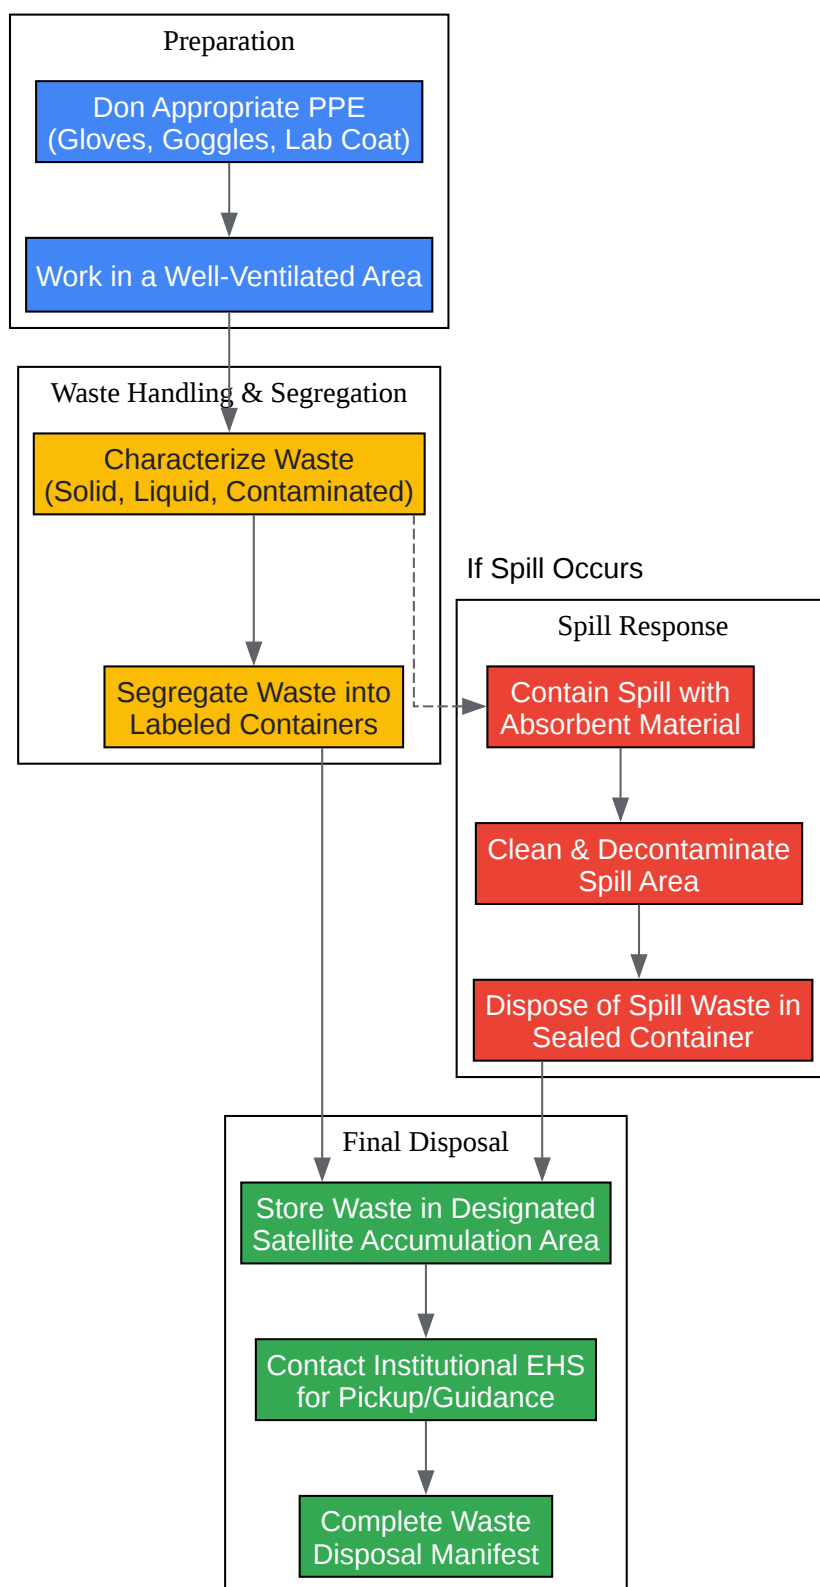 Preparation
Don Appropriate PPE
(Gloves, Goggles, Lab Coat)
Work in a Well-Ventilated Area
Waste Handling & Segregation
Characterize Waste
(Solid, Liquid, Contaminated)
Segregate Waste into
Labeled Containers
If Spill Occurs
Spill Response
Contain Spill with
Absorbent Material
Clean & Decontaminate
Spill Area
Dispose of Spill Waste in
Sealed Container
Final Disposal
Store Waste in Designated
Satellite Accumulation Area
Contact Institutional EHS
for Pickup/Guidance
Complete Waste
Disposal Manifest